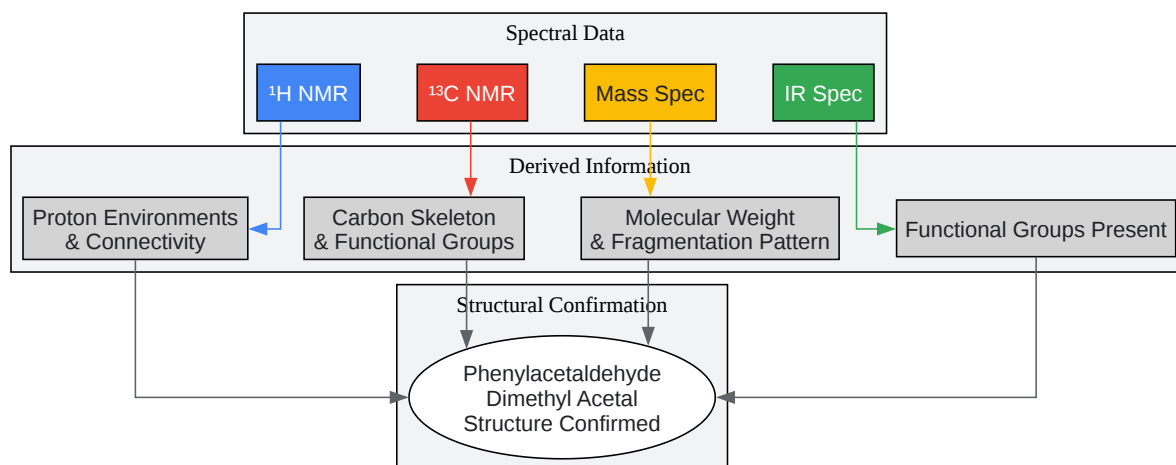 Spectral Data
¹H NMR
¹³C NMR
Mass Spec
IR Spec
Derived Information
Proton Environments
& Connectivity
Carbon Skeleton
& Functional Groups
Molecular Weight
& Fragmentation Pattern
Functional Groups Present
Structural Confirmation
Phenylacetaldehyde
Dimethyl Acetal
Structure Confirmed